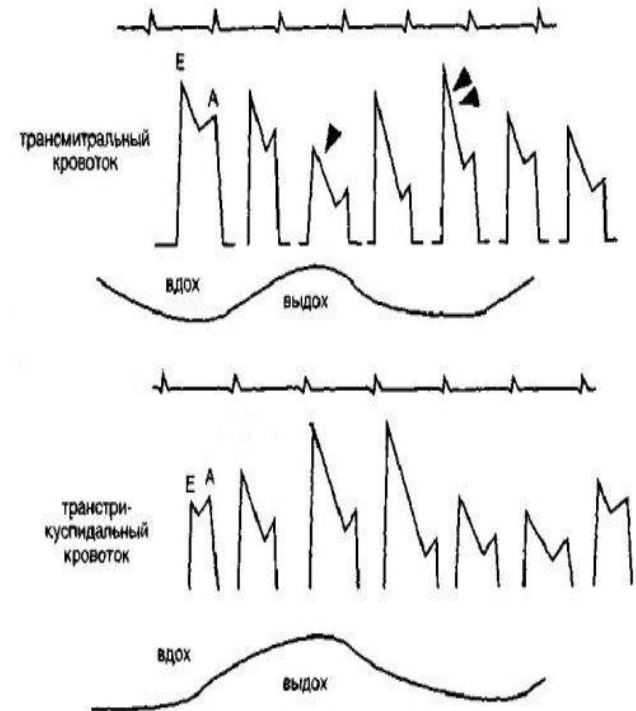 E
A
трансмитральный
кровоток
вдох
выдох
E
A
транстри-
куспидальный
кровоток
вдох
выдох